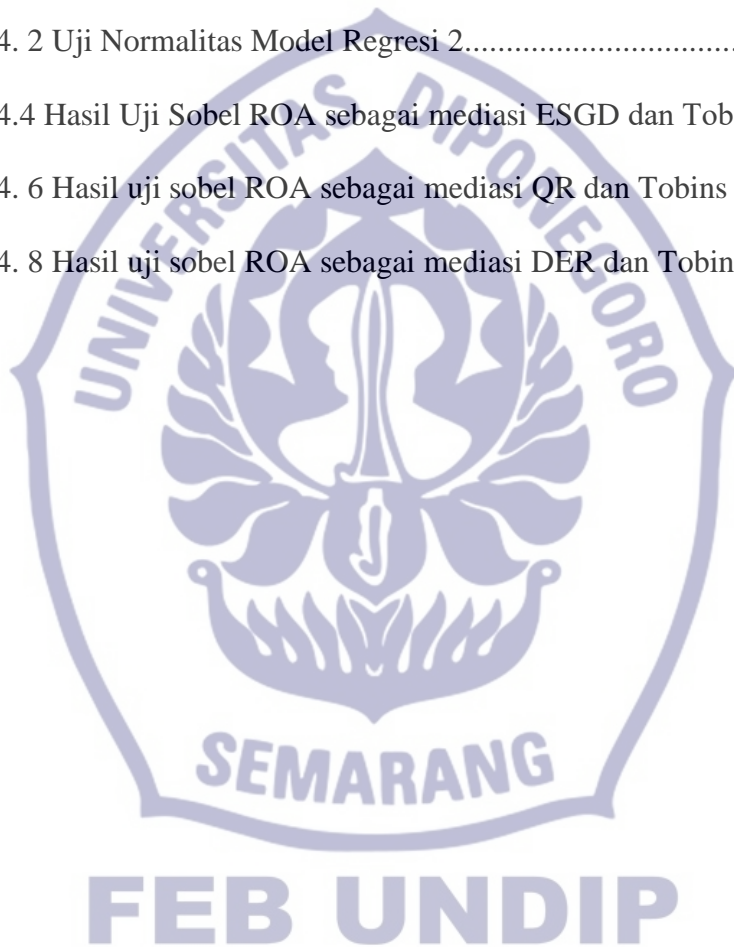 4. 2 Uji Normalitas Model Regresi 2.................................
4.4 Hasil Uji Sobel ROA sebagai mediasi ESGD dan Tob
4. 6 Hasil uji sobel ROA sebagai mediasi QR dan Tobins
4. 8 Hasil uji sobel ROA sebagai mediasi DER dan Tobin
UNIVERSITAS DIPONEGORO
SEMARANG
FEB UNDIP